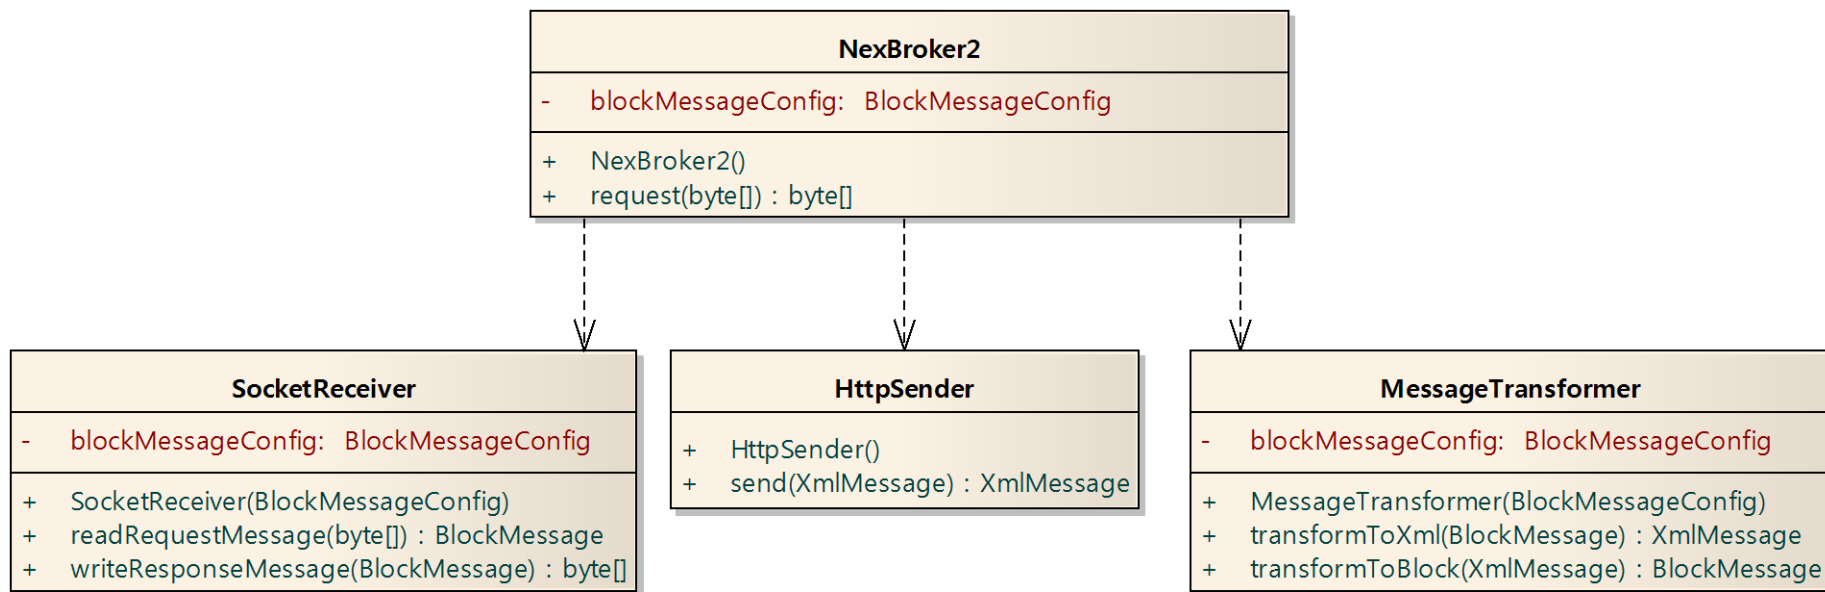 NexBroker2
- blockMessageConfig: BlockMessageConfig
+ NexBroker2()
+ request(byte[]) : byte[]
SocketReceiver
- blockMessageConfig: BlockMessageConfig
+ SocketReceiver(BlockMessageConfig)
+ readRequestMessage(byte[]) : BlockMessage
+ writeResponseMessage(BlockMessage) : byte[]
HttpSender
+ HttpSender()
+ send(XmlMessage) : XmlMessage
MessageTransformer
- blockMessageConfig: BlockMessageConfig
+ MessageTransformer(BlockMessageConfig)
+ transformToXml(BlockMessage) : XmlMessage
+ transformToBlock(XmlMessage) : BlockMessage